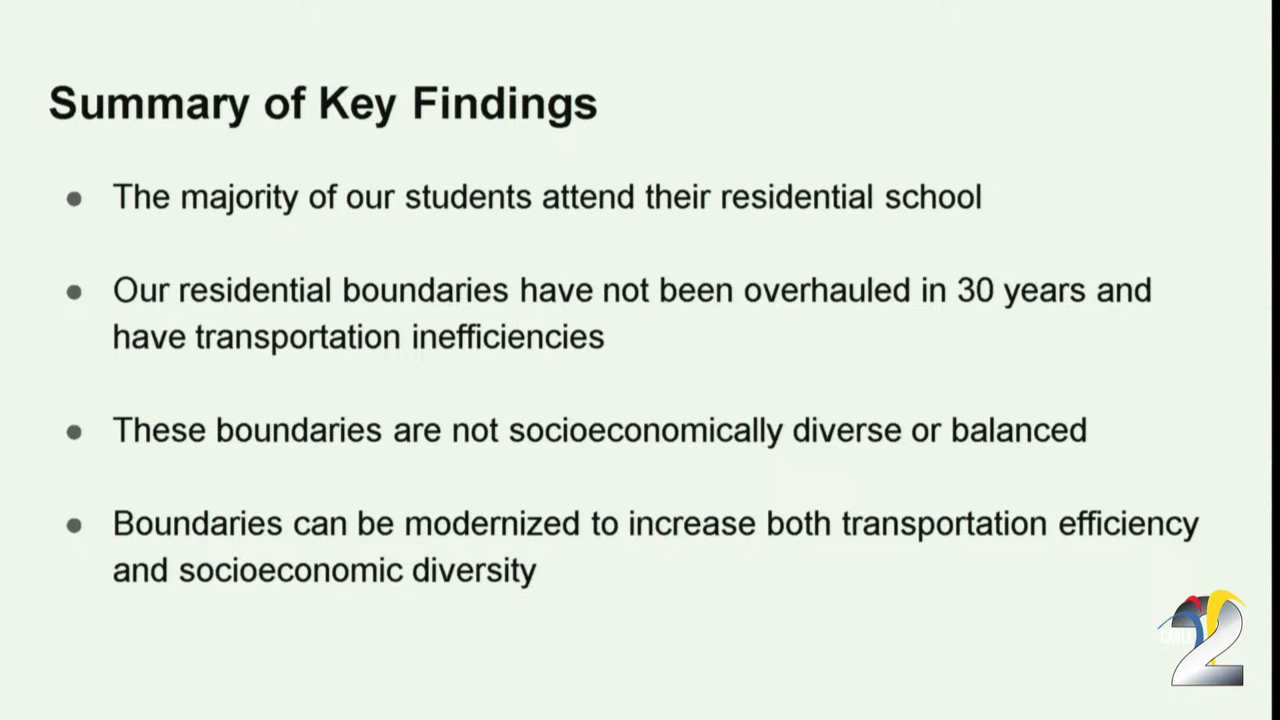 Summary of Key Findings
● The majority of our students attend their residential school
● Our residential boundaries have not been overhauled in 30 years and
have transportation inefficiencies
● These boundaries are not socioeconomically diverse or balanced
● Boundaries can be modernized to increase both transportation efficiency
and socioeconomic diversity
2